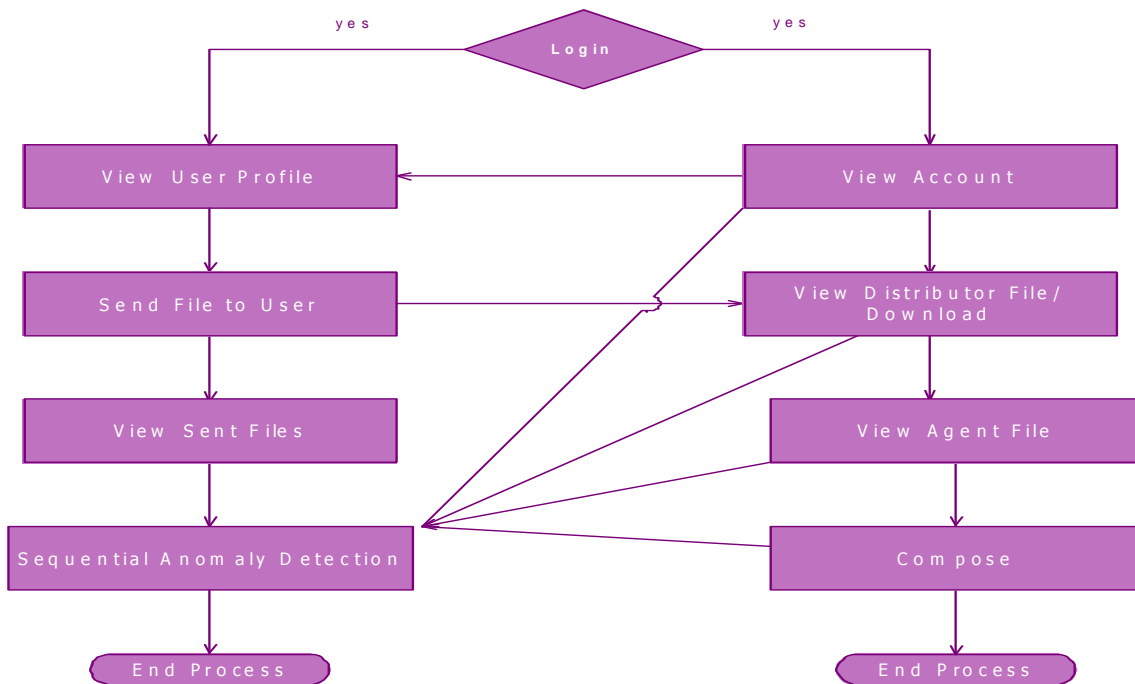 yes
yes
Login
View User Profile
View Account
Send File to User
View Distributor File/
Download
View Sent Files
View Agent File
Sequential Anomaly Detection
Compose
End Process
End Process